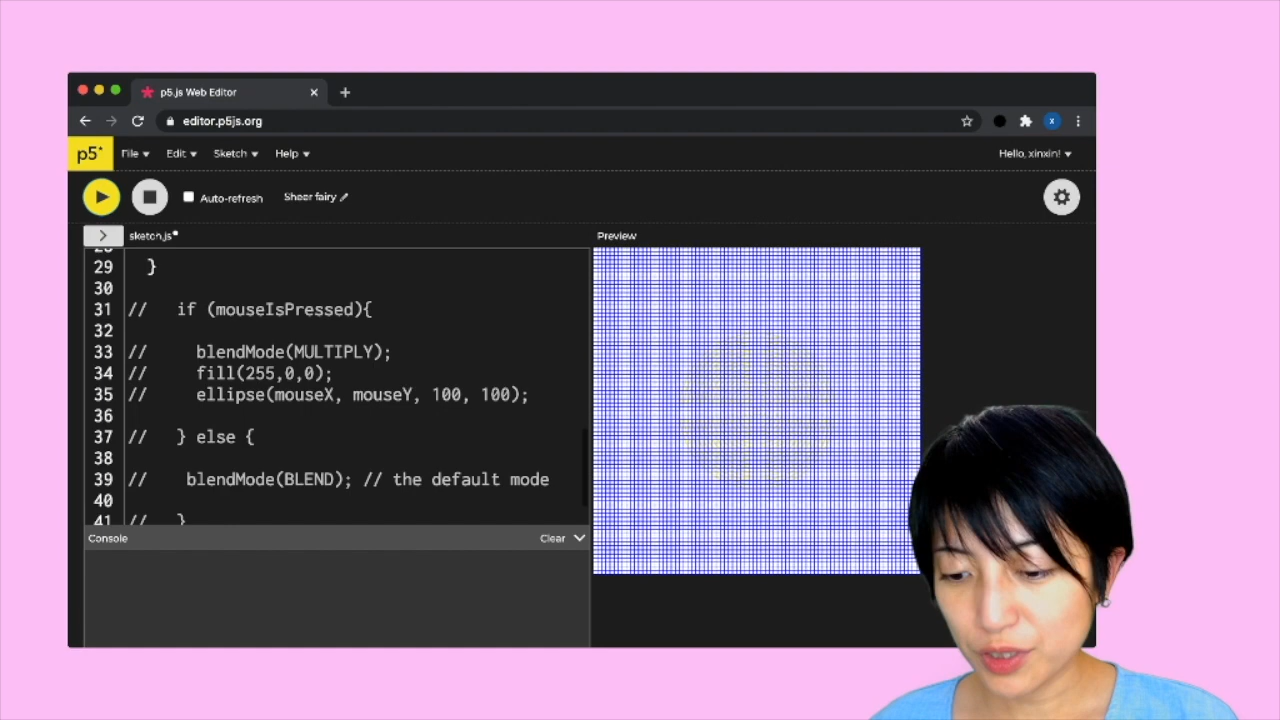 p5.js Web Editor
editor.p5js.org
x
p5* File Edit Sketch Help Hello, xinxin!
Auto-refresh Sheer fairy
sketch.js Preview
29 }
30
31 // if (mouseIsPressed){
32
33 // blendMode(MULTIPLY);
34 // fill(255,0,0);
35 // ellipse(mouseX, mouseY, 100, 100);
36
37 // } else {
38
39 // blendMode(BLEND); // the default mode
40
41 // }
Console Clear